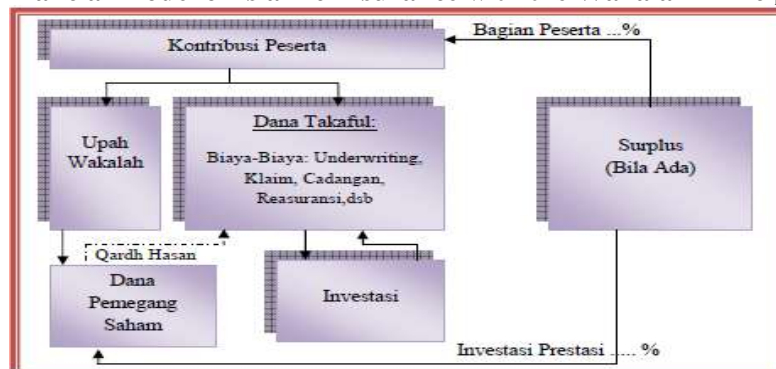 Bagian Peserta ...%
Kontribusi Peserta
Upah
Wakalah
Dana Takaful:
Biaya-Biaya: Underwriting,
Klaim, Cadangan,
Reasuransi,dsb
Surplus
(Bila Ada)
Qardh Hasan
Dana
Pemegang
Saham
Investasi
Investasi Prestasi ..... %